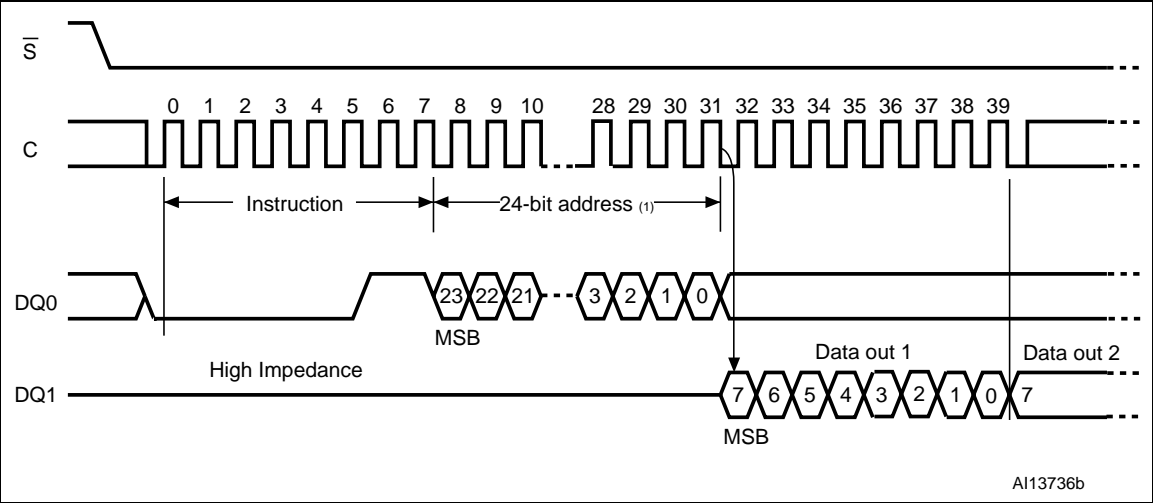 S̅
0 1 2 3 4 5 6 7 8 9 10 28 29 30 31 32 33 34 35 36 37 38 39
C
Instruction 24-bit address (1)
DQ0 23 22 21 3 2 1 0
MSB
High Impedance Data out 1 Data out 2
DQ1 7 6 5 4 3 2 1 0 7
MSB
AI13736b